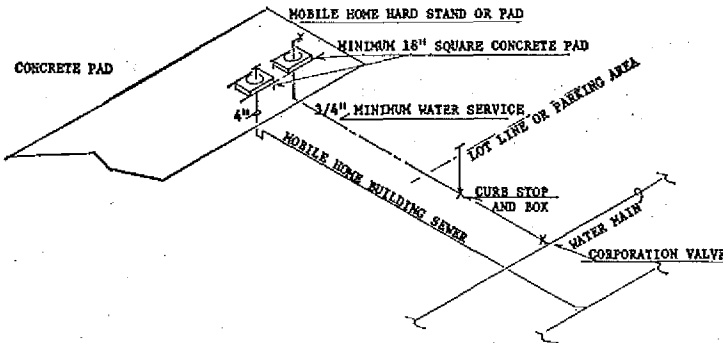 MOBILE HOME HARD STAND OR PAD
MINIMUM 18" SQUARE CONCRETE PAD
CONCRETE PAD
4"
3/4" MINIMUM WATER SERVICE
LOT LINE OR PARKING AREA
MOBILE HOME BUILDING SEWER
CURB STOP
AND BOX
WATER MAIN
CORPORATION VALVE